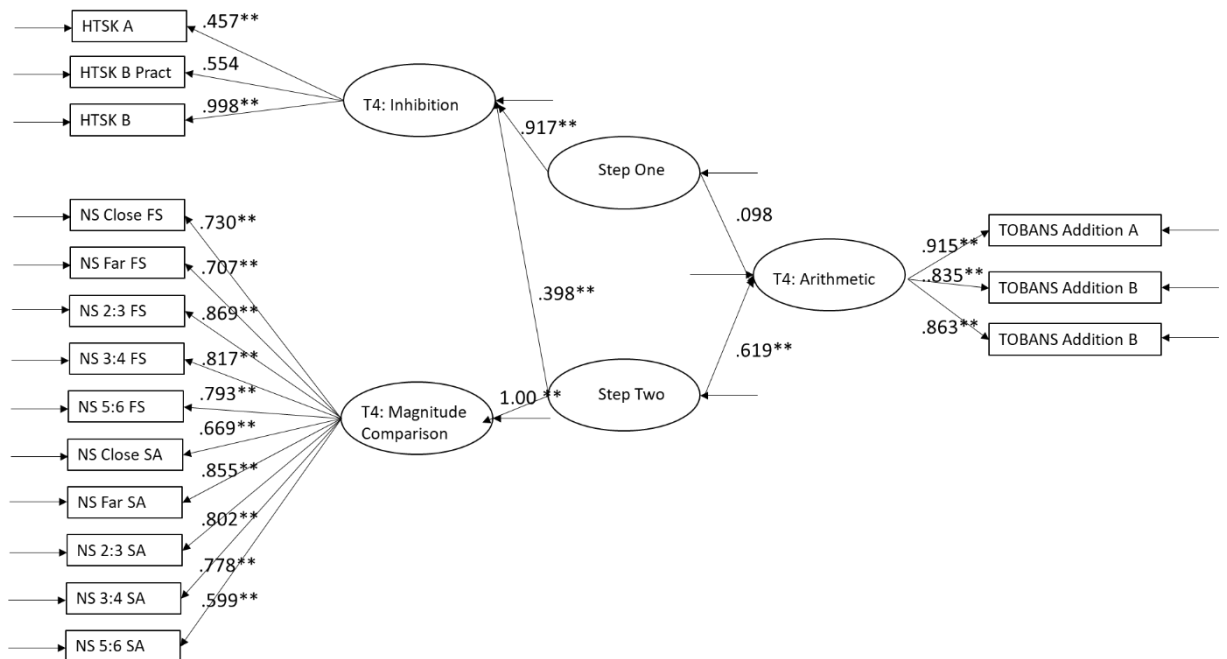 HTSK A
.457**
HTSK B Pract
.554
HTSK B
.998**
T4: Inhibition
.917**
Step One
.098
NS Close FS
.730**
NS Far FS
.707**
NS 2:3 FS
.869**
NS 3:4 FS
.817**
NS 5:6 FS
.793**
NS Close SA
.669**
NS Far SA
.855**
NS 2:3 SA
.802**
NS 3:4 SA
.778**
NS 5:6 SA
.599**
T4: Magnitude
Comparison
1.00 **
.398**
Step Two
.619**
T4: Arithmetic
.915**
TOBANS Addition A
..835**
TOBANS Addition B
.863**
TOBANS Addition B